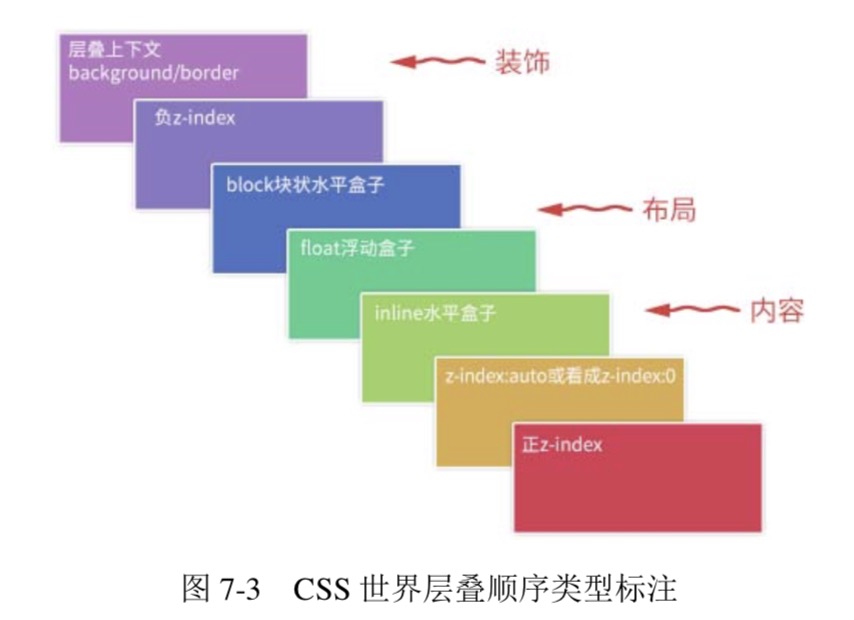 层叠上下文
background/border
装饰
负z-index
block块状水平盒子
布局
float浮动盒子
inline水平盒子
内容
z-index:auto或看成z-index:0
正z-index
图 7-3 CSS 世界层叠顺序类型标注